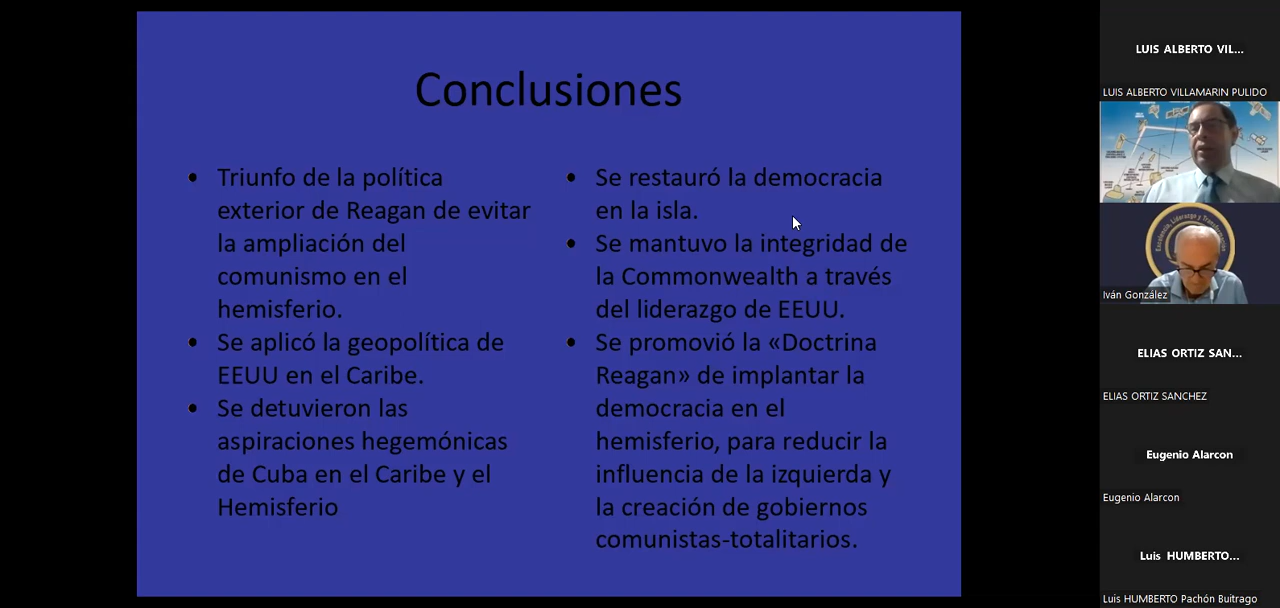 Conclusiones
• Triunfo de la política
exterior de Reagan de evitar
la ampliación del
comunismo en el
hemisferio.
• Se aplicó la geopolítica de
EEUU en el Caribe.
• Se detuvieron las
aspiraciones hegemónicas
de Cuba en el Caribe y el
Hemisferio
• Se restauró la democracia
en la isla.
• Se mantuvo la integridad de
la Commonwealth a través
del liderazgo de EEUU.
• Se promovió la «Doctrina
Reagan» de implantar la
democracia en el
hemisferio, para reducir la
influencia de la izquierda y
la creación de gobiernos
comunistas-totalitarios.
LUIS ALBERTO VIL...
LUIS ALBERTO VILLAMARIN PULIDO
Excelencia, Liderazgo y Transformación
Iván González
ELIAS ORTIZ SAN...
ELIAS ORTIZ SANCHEZ
Eugenio Alarcon
Eugenio Alarcon
Luis HUMBERTO...
Luis HUMBERTO Pachón Buitrago